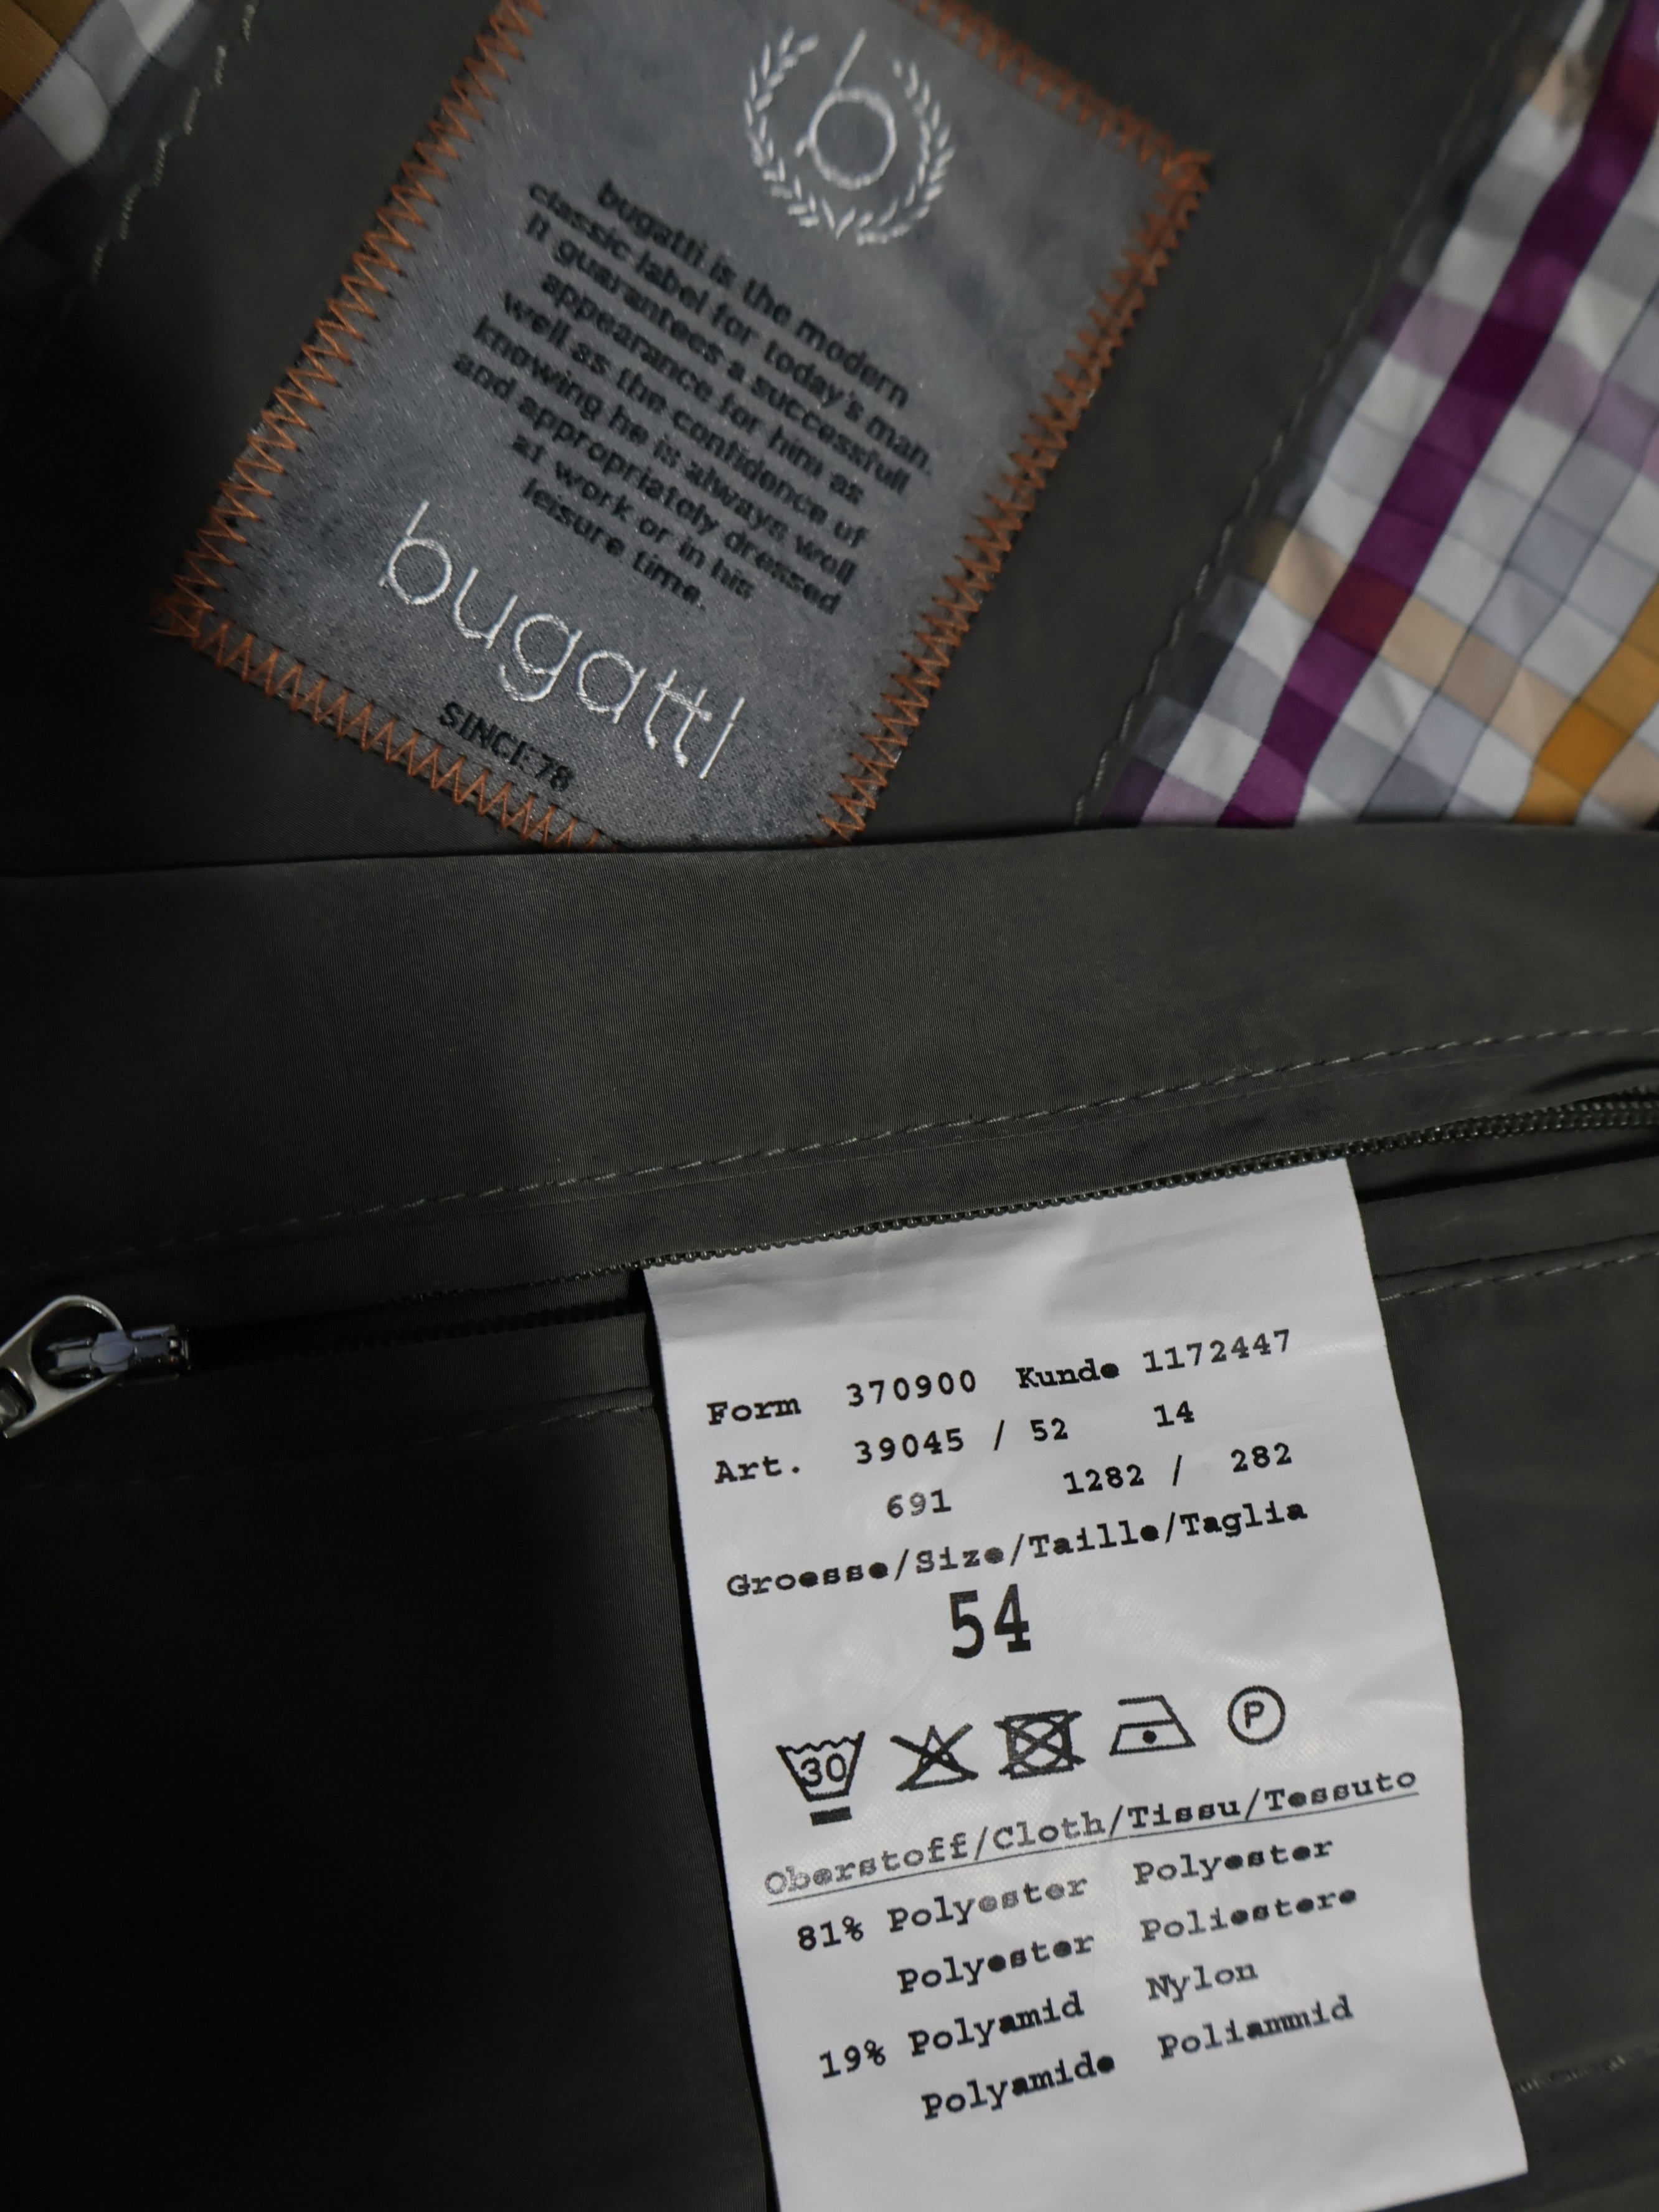 b
bugatti is the modern
classic label for today's man.
It guarantees a successfull
appearance for him as
well as the confidence of
knowing he is always well
and appropriately dressed
at work or in his
leisure time.
bugatti
SINCE 78
Form 370900 Kunde 1172447
Art. 39045 / 52 14
691 1282 / 282
Groesse/Size/Taille/Taglia
54
30 P
Oberstoff/Cloth/Tissu/Tessuto
81% Polyester Polyester
Polyester Poliestere
19% Polyamid Nylon
Polyamide Poliammid